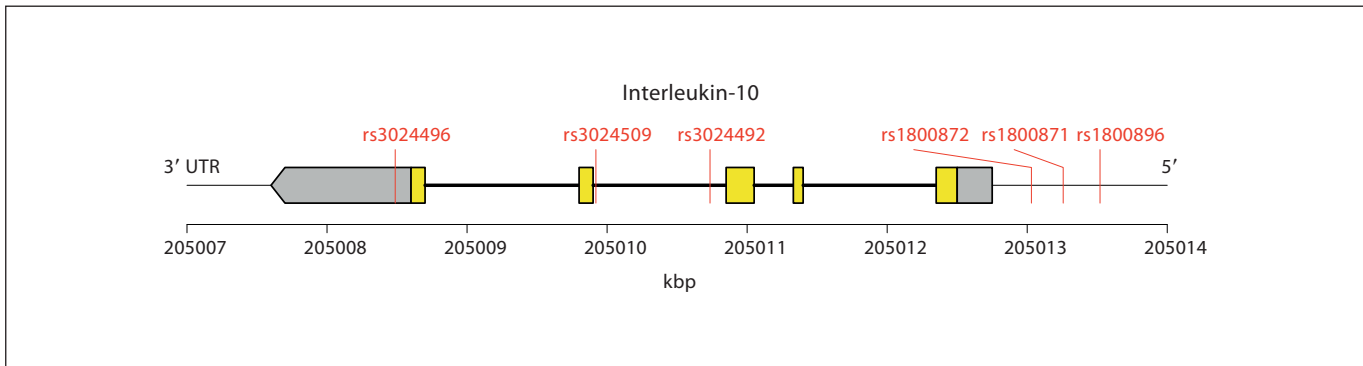 Interleukin-10
rs3024496 rs3024509 rs3024492 rs1800872 rs1800871 rs1800896
3′ UTR 5′
205007 205008 205009 205010 205011 205012 205013 205014
kbp